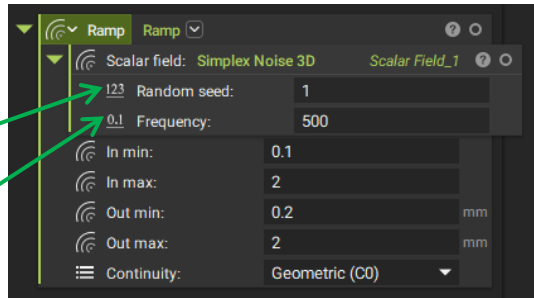 Ramp Ramp
Scalar field: Simplex Noise 3D Scalar Field_1
123 Random seed: 1
0.1 Frequency: 500
In min: 0.1
In max: 2
Out min: 0.2 mm
Out max: 2 mm
Continuity: Geometric (C0)